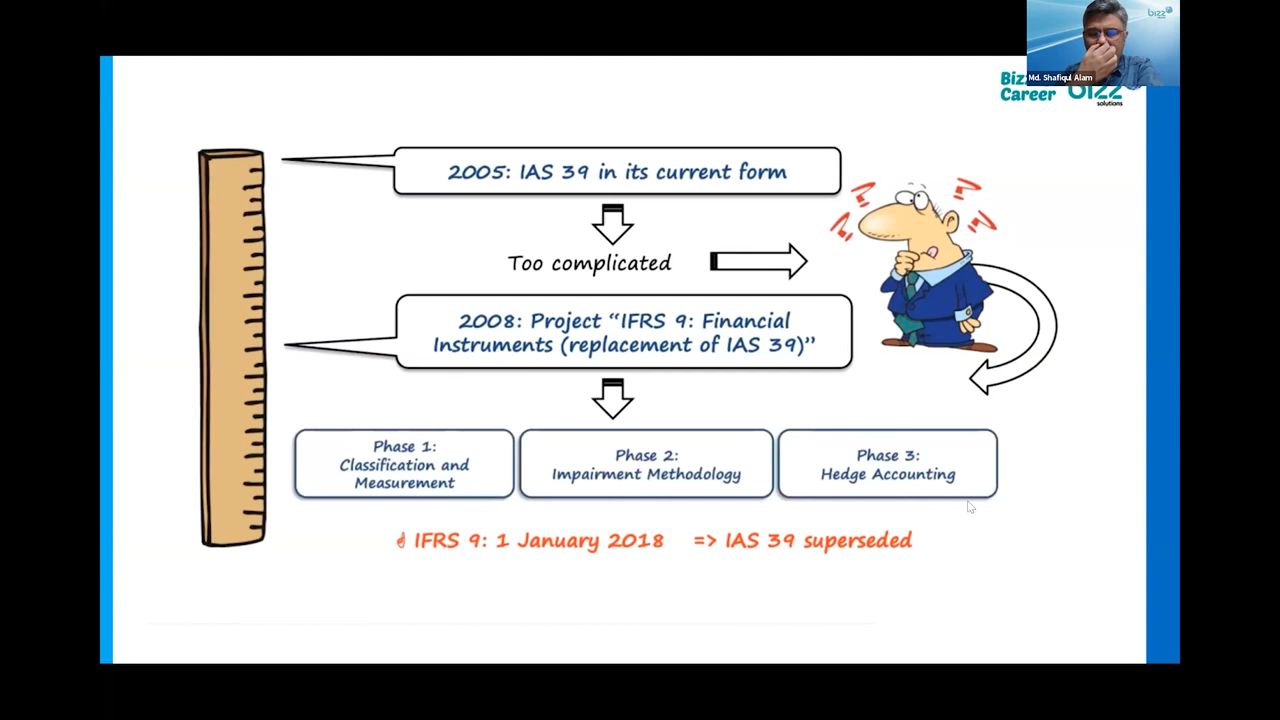 bizz
Md. Shafiqul Alam
Career
bizz
solutions
2005: IAS 39 in its current form
Too complicated
2008: Project “IFRS 9: Financial
Instruments (replacement of IAS 39)”
Phase 1:
Classification and
Measurement
Phase 2:
Impairment Methodology
Phase 3:
Hedge Accounting
IFRS 9: 1 January 2018 => IAS 39 superseded